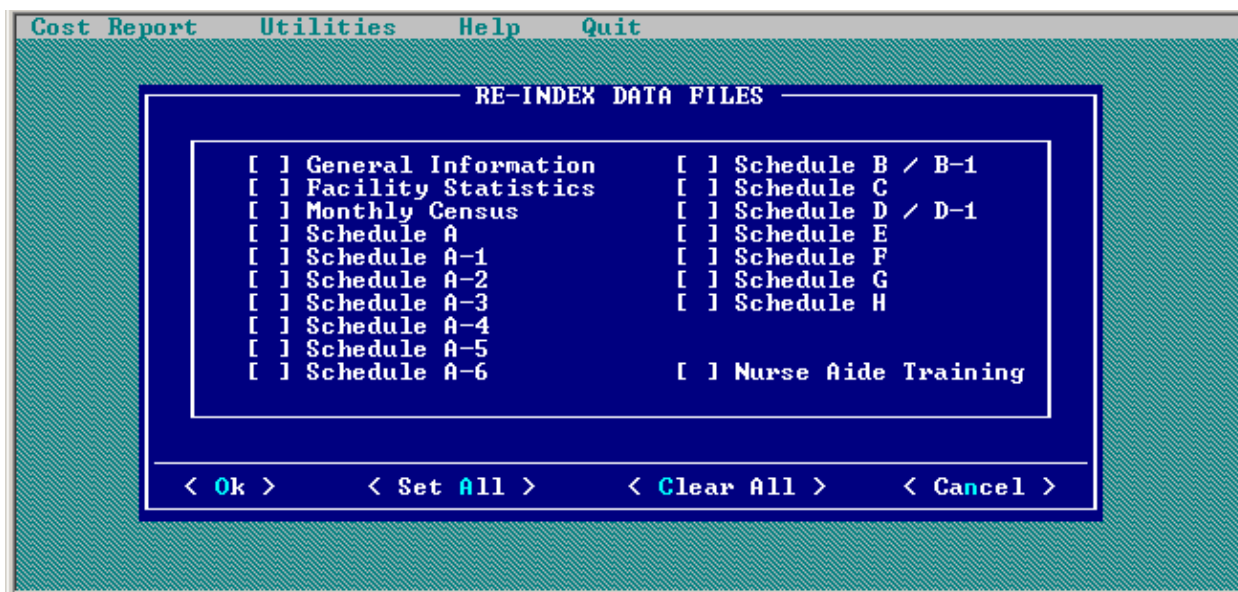 Cost Report Utilities Help Quit
RE-INDEX DATA FILES
[ ] General Information [ ] Schedule B / B-1
[ ] Facility Statistics [ ] Schedule C
[ ] Monthly Census [ ] Schedule D / D-1
[ ] Schedule A [ ] Schedule E
[ ] Schedule A-1 [ ] Schedule F
[ ] Schedule A-2 [ ] Schedule G
[ ] Schedule A-3 [ ] Schedule H
[ ] Schedule A-4
[ ] Schedule A-5
[ ] Schedule A-6 [ ] Nurse Aide Training
< Ok > < Set All > < Clear All > < Cancel >